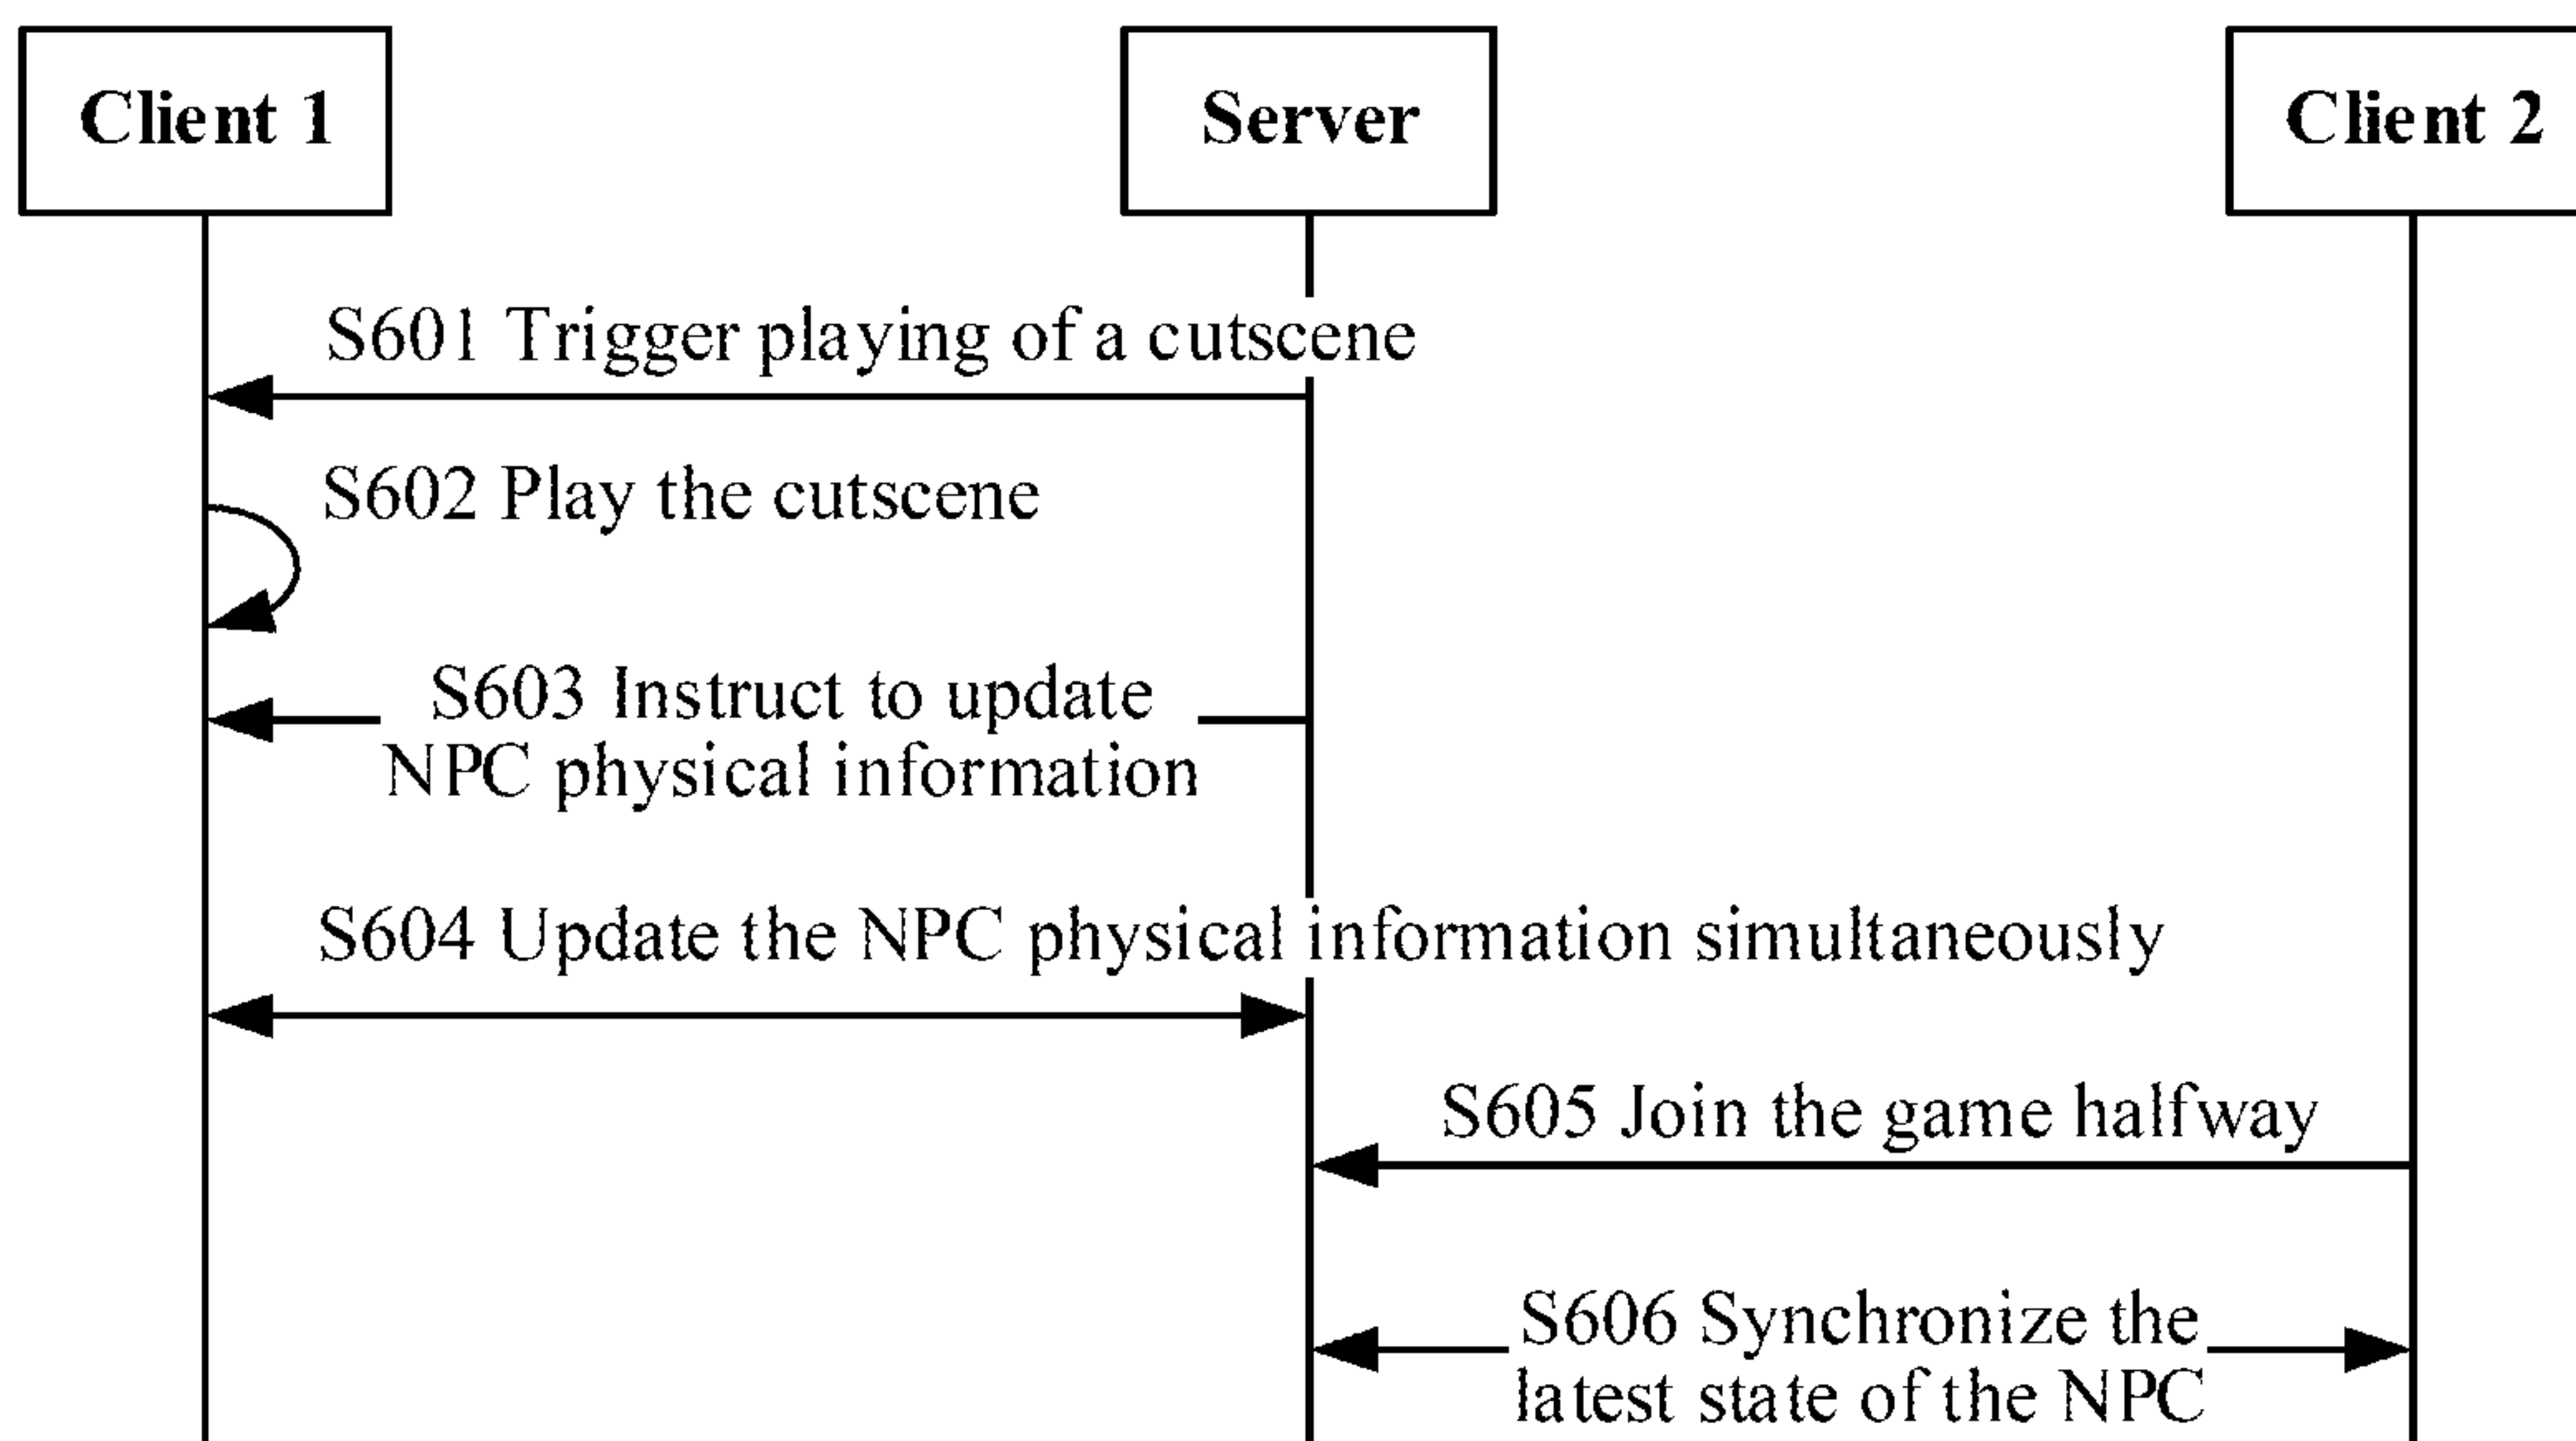 Client 1
Server
Client 2
S601 Trigger playing of a cutscene
S602 Play the cutscene
S603 Instruct to update
NPC physical information
S604 Update the NPC physical information simultaneously
S605 Join the game halfway
S606 Synchronize the
latest state of the NPC